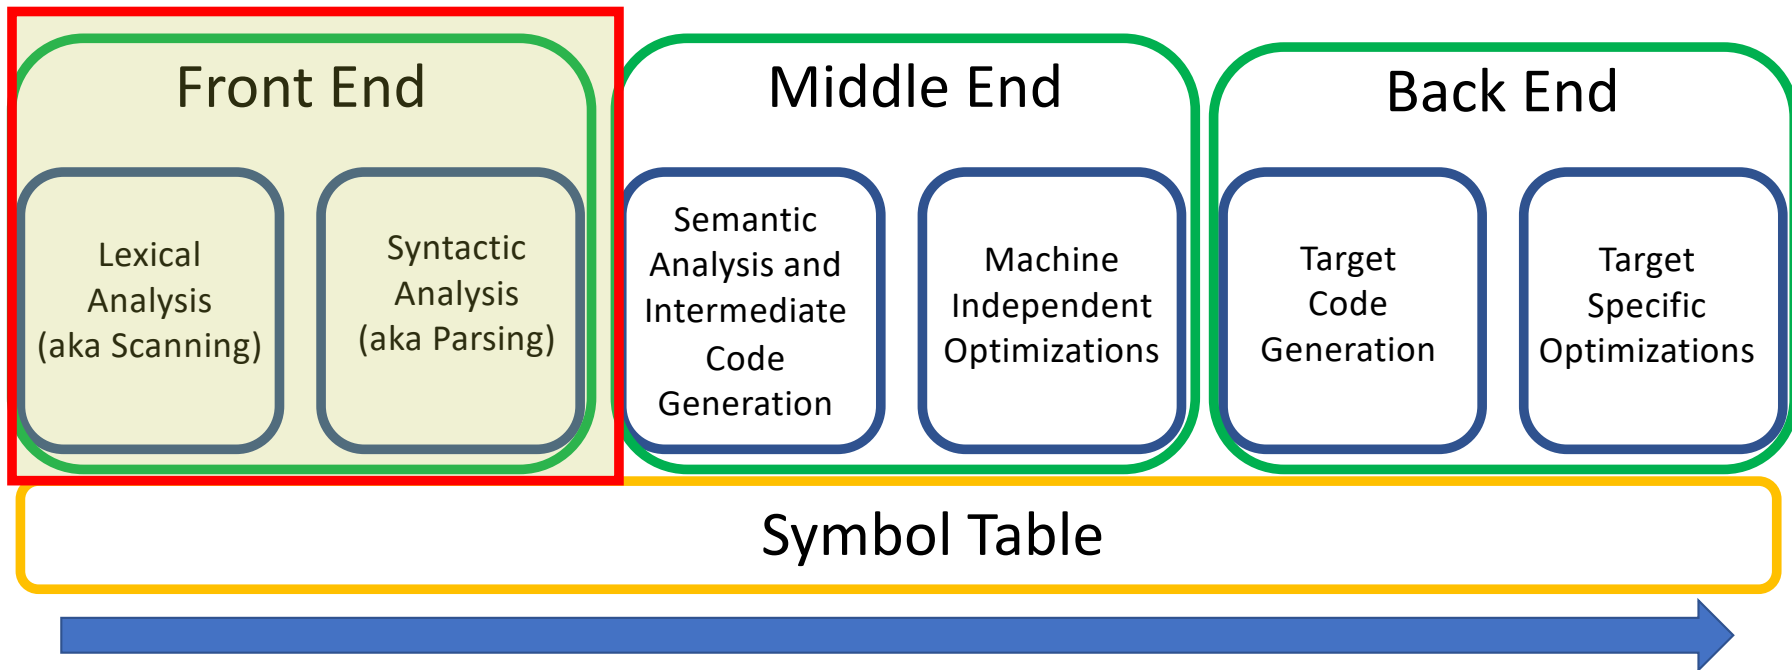 Front End
Lexical
Analysis
(aka Scanning)
Syntactic
Analysis
(aka Parsing)
Middle End
Semantic
Analysis and
Intermediate
Code
Generation
Machine
Independent
Optimizations
Back End
Target
Code
Generation
Target
Specific
Optimizations
Symbol Table